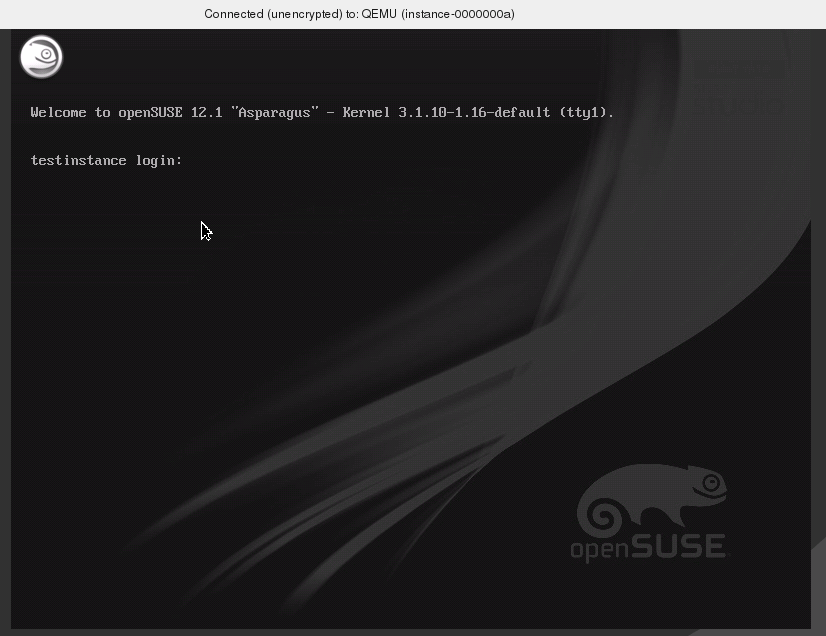 Connected (unencrypted) to: QEMU (instance-0000000a)
Welcome to openSUSE 12.1 "Asparagus" - Kernel 3.1.10-1.16-default (tty1).
testinstance login:
openSUSE